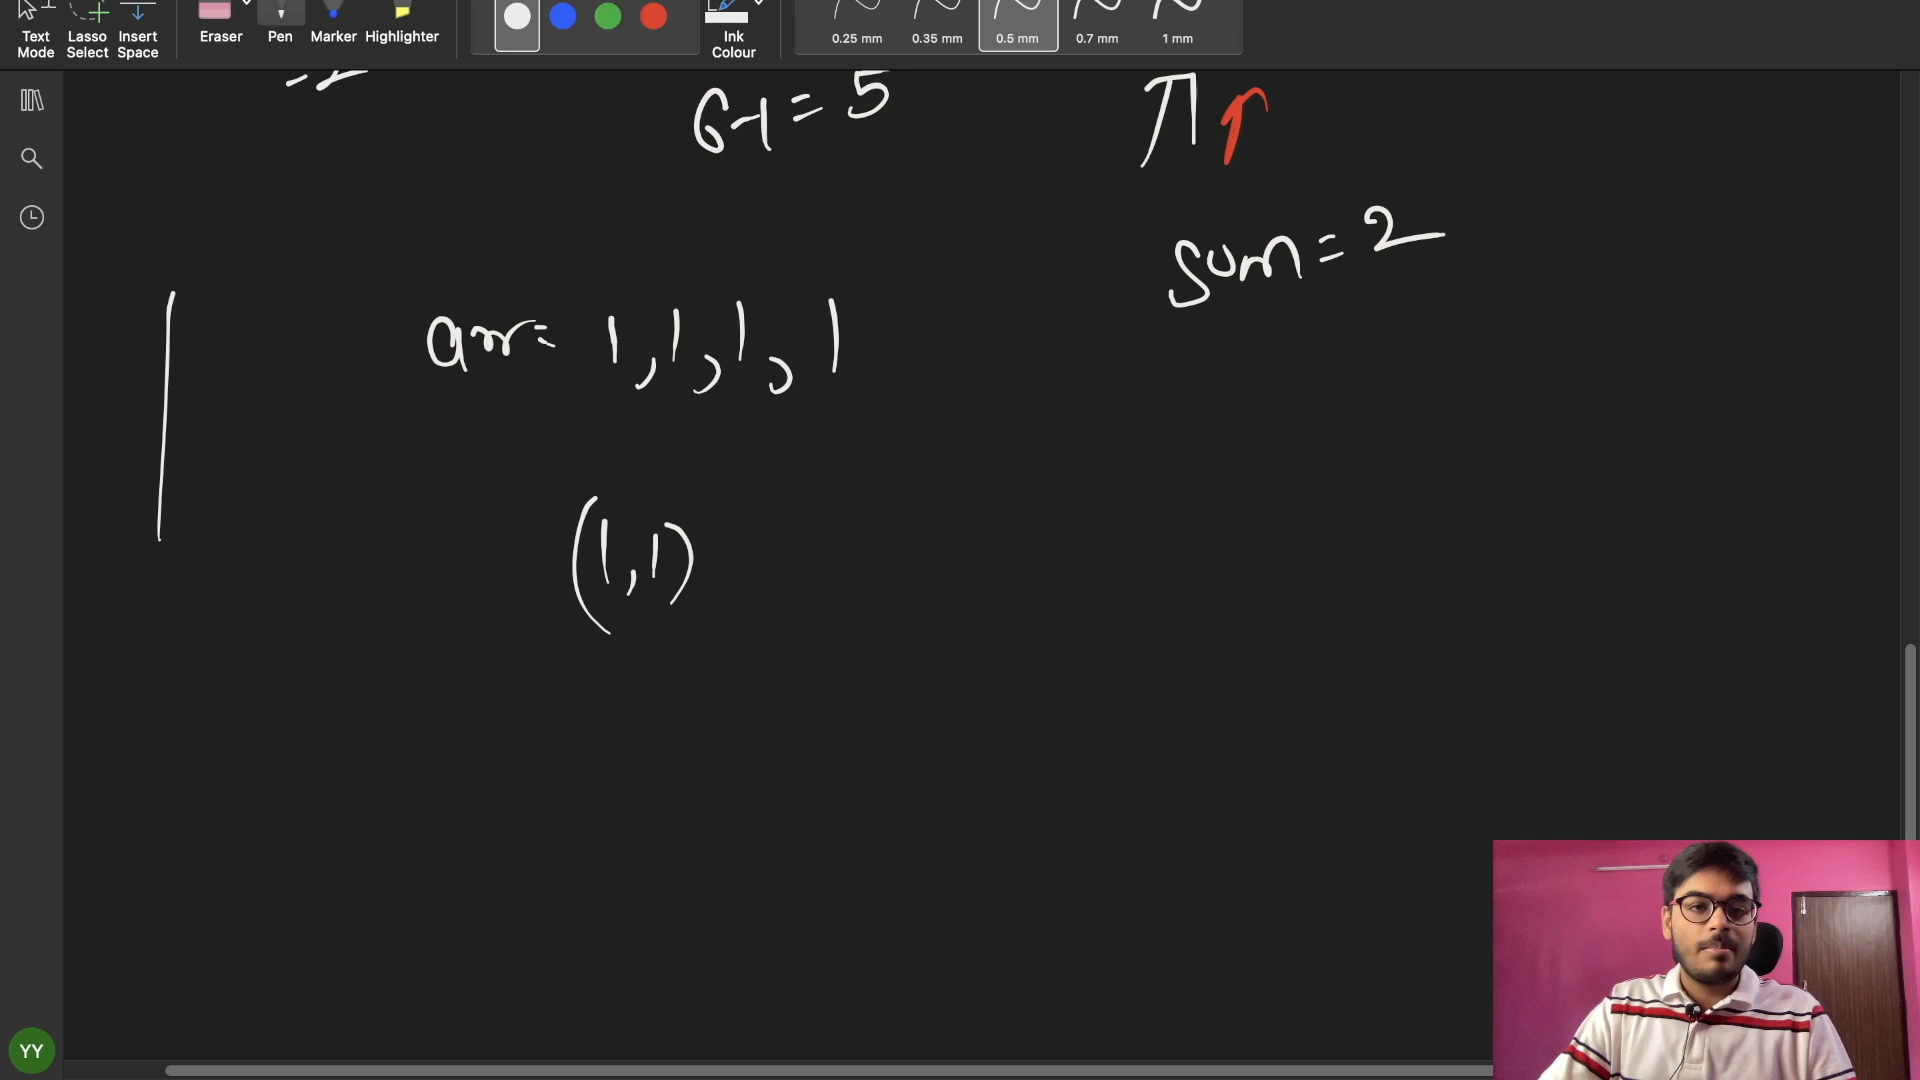 Text Mode
Lasso Select
Insert Space
Eraser
Pen
Marker
Highlighter
Ink Colour
0.25 mm
0.35 mm
0.5 mm
0.7 mm
1 mm
6-1=5
sum=2
arr= 1,1,1,1
(1,1)
YY